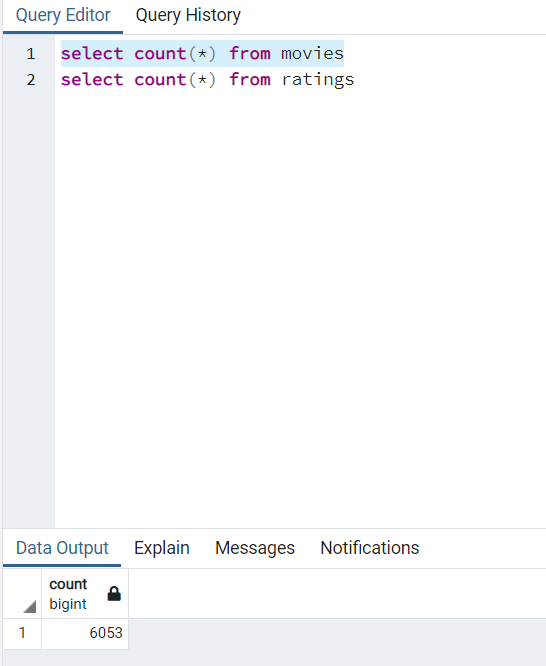 Query Editor Query History
1 select count(*) from movies
2 select count(*) from ratings
Data Output Explain Messages Notifications
count
bigint
1 6053